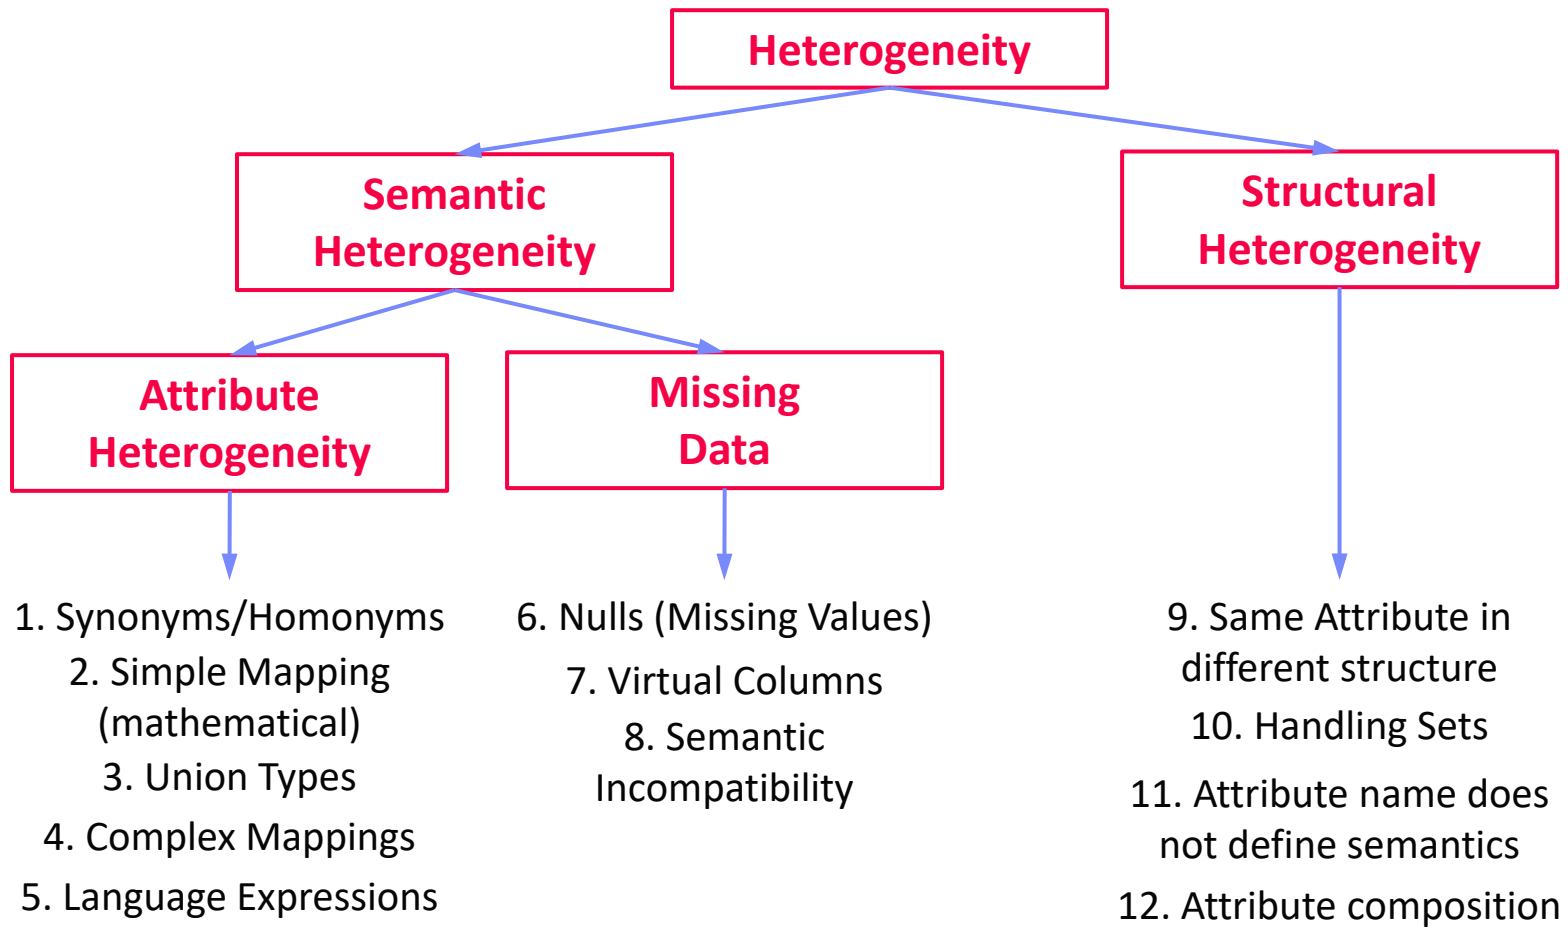 Heterogeneity
Semantic
Heterogeneity
Structural
Heterogeneity
Attribute
Heterogeneity
Missing
Data
1. Synonyms/Homonyms
2. Simple Mapping
(mathematical)
3. Union Types
4. Complex Mappings
5. Language Expressions
6. Nulls (Missing Values)
7. Virtual Columns
8. Semantic
Incompatibility
9. Same Attribute in
different structure
10. Handling Sets
11. Attribute name does
not define semantics
12. Attribute composition